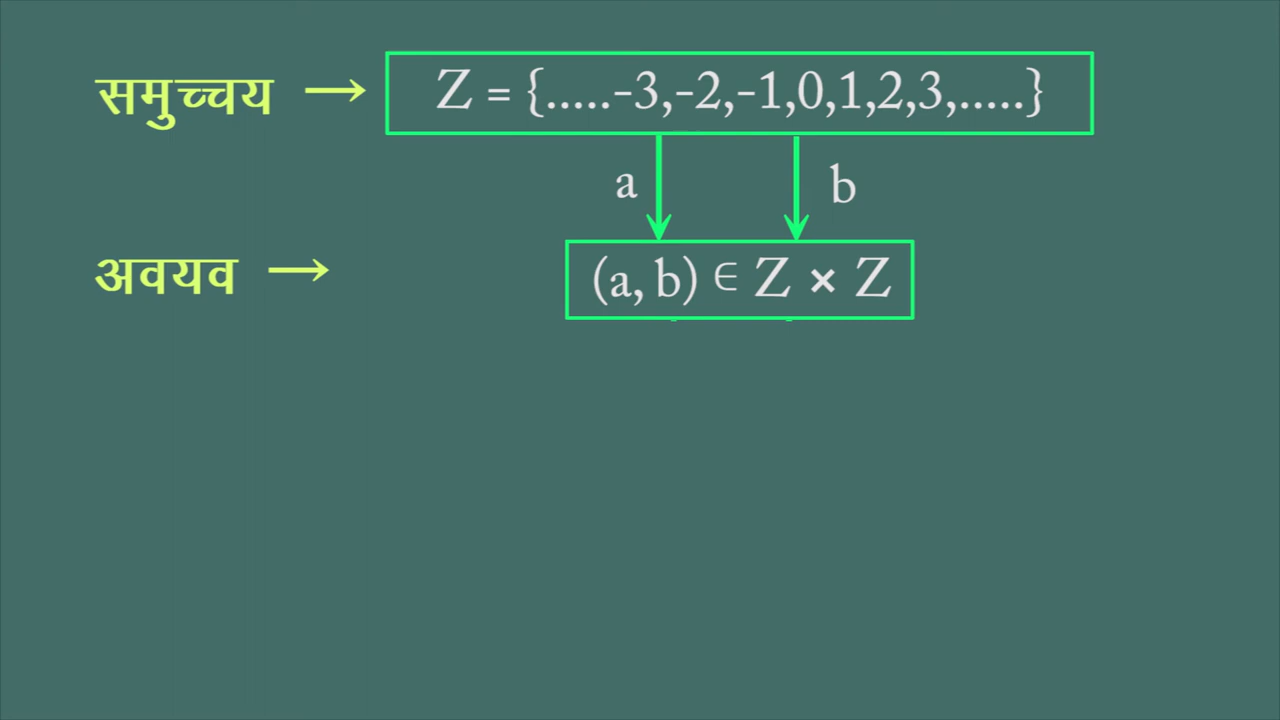 समुच्चय → Z = {.....-3,-2,-1,0,1,2,3,.....}
a b
अवयव → (a, b) ∈ Z × Z